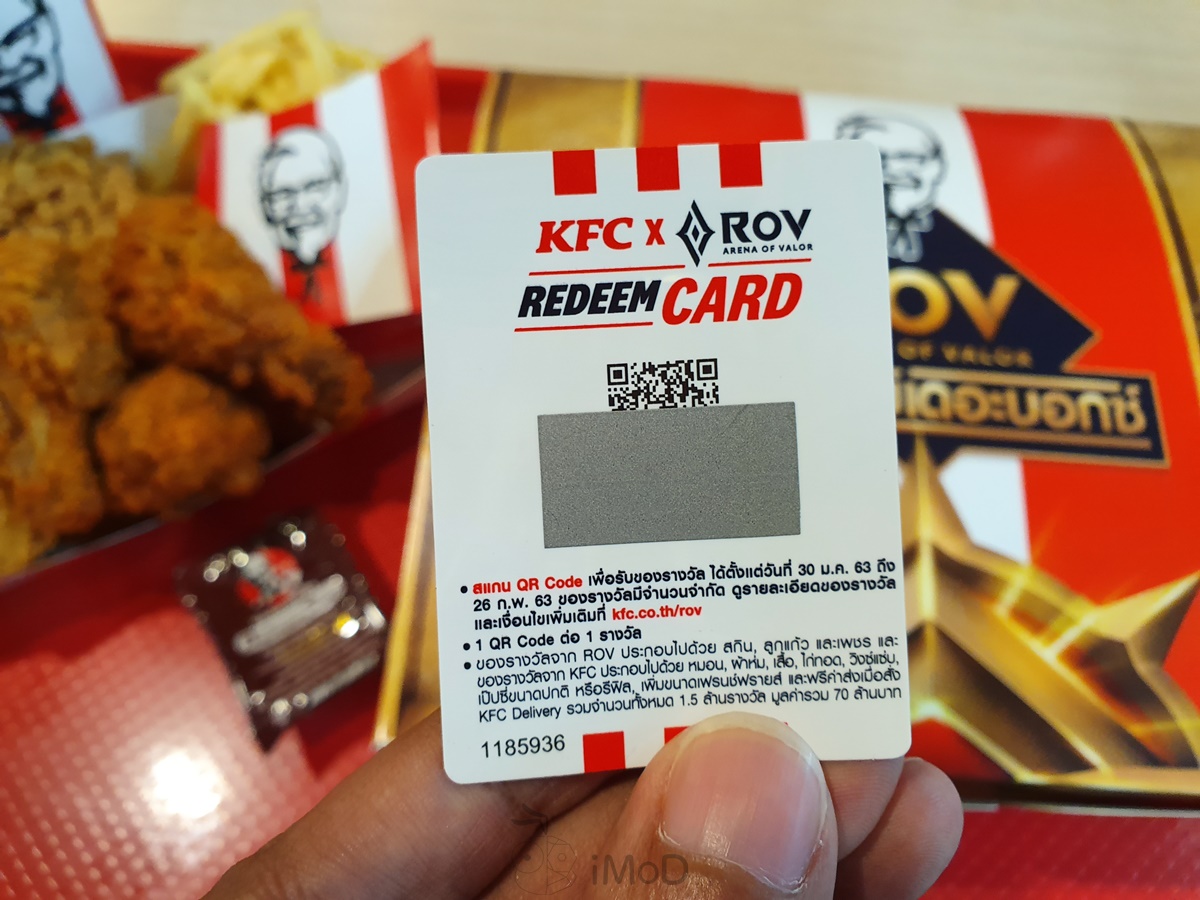 KFC X ROV
ARENA OF VALOR
REDEEM CARD
• สแกน QR Code เพื่อรับของรางวัล ได้ตั้งแต่วันที่ 30 ม.ค. 63 ถึง
26 ก.พ. 63 ของรางวัลมีจำนวนจำกัด ดูรายละเอียดของรางวัล
และเงื่อนไขเพิ่มเติมที่ kfc.co.th/rov
• 1 QR Code ต่อ 1 รางวัล
• ของรางวัลจาก ROV ประกอบไปด้วย สกิน, ลูกแก้ว และเพชร และ
ของรางวัลจาก KFC ประกอบไปด้วย หมอน, ผ้าห่ม, เสื้อ, ไก่ทอด, วิงซ์แซ่บ,
เป๊ปซี่ขนาดปกติ หรือรีฟิล, เพิ่มขนาดเฟรนช์ฟรายส์ และฟรีค่าส่งเมื่อสั่ง
KFC Delivery รวมจำนวนทั้งหมด 1.5 ล้านรางวัล มูลค่ารวม 70 ล้านบาท
1185936
OV
OF VALOR
เดอะบอกซ์
iMoD